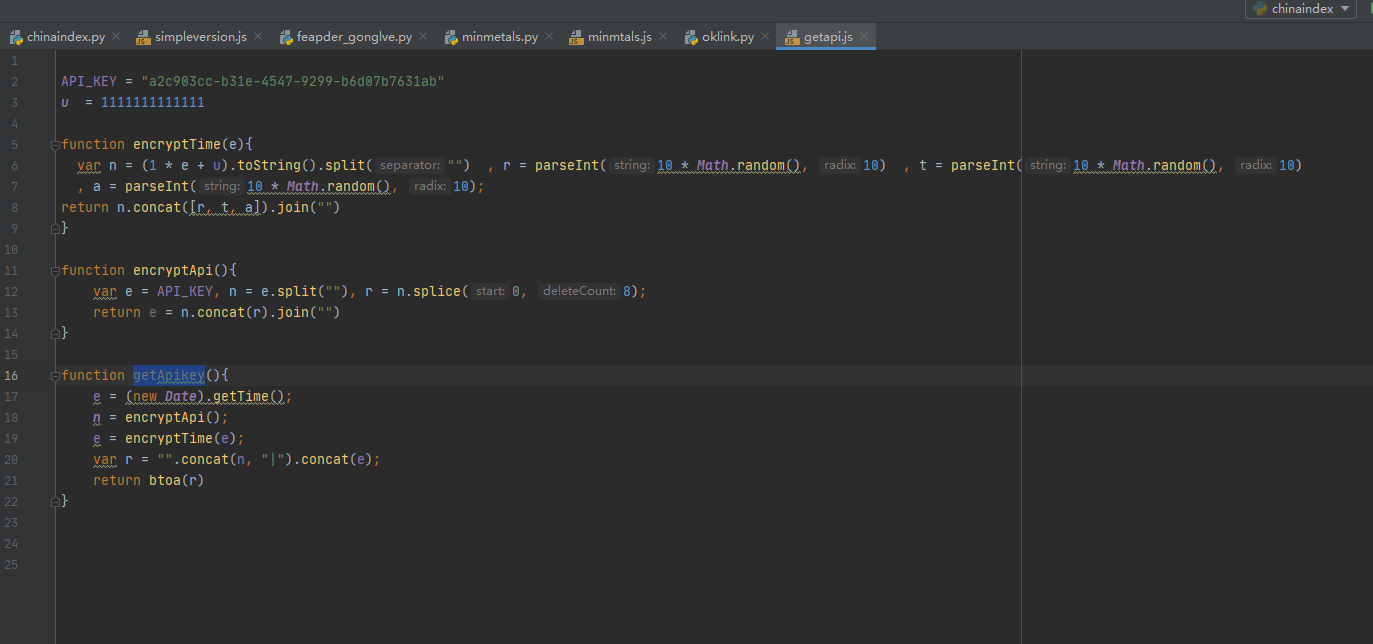 chinaindex
chinaindex.py simpleversion.js feapder_gonglve.py minmetals.py minmtals.js oklink.py getapi.js
1
2 API_KEY = "a2c903cc-b31e-4547-9299-b6d07b7631ab"
3 u = 1111111111111
4
5 function encryptTime(e){
6 var n = (1 * e + u).toString().split( separator: "") , r = parseInt( string: 10 * Math.random(), radix: 10) , t = parseInt( string: 10 * Math.random(), radix: 10)
7 , a = parseInt( string: 10 * Math.random(), radix: 10);
8 return n.concat([r, t, a]).join("")
9 }
10
11 function encryptApi(){
12 var e = API_KEY, n = e.split(""), r = n.splice( start: 0, deleteCount: 8);
13 return e = n.concat(r).join("")
14 }
15
16 function getApikey(){
17 e = (new Date).getTime();
18 n = encryptApi();
19 e = encryptTime(e);
20 var r = "".concat(n, "|").concat(e);
21 return btoa(r)
22 }
23
24
25